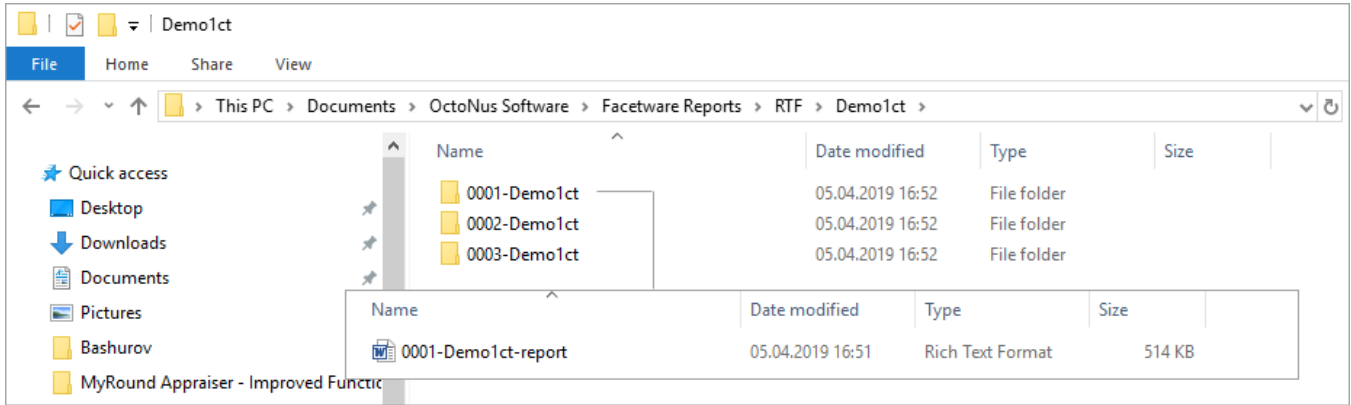 Demo1ct
File Home Share View
This PC > Documents > OctoNus Software > Facetware Reports > RTF > Demo1ct >
Name Date modified Type Size
Quick access
0001-Demo1ct 05.04.2019 16:52 File folder
Desktop
0002-Demo1ct 05.04.2019 16:52 File folder
Downloads
0003-Demo1ct 05.04.2019 16:52 File folder
Documents
Pictures
Name Date modified Type Size
Bashurov
0001-Demo1ct-report 05.04.2019 16:51 Rich Text Format 514 KB
MyRound Appraiser - Improved Functic